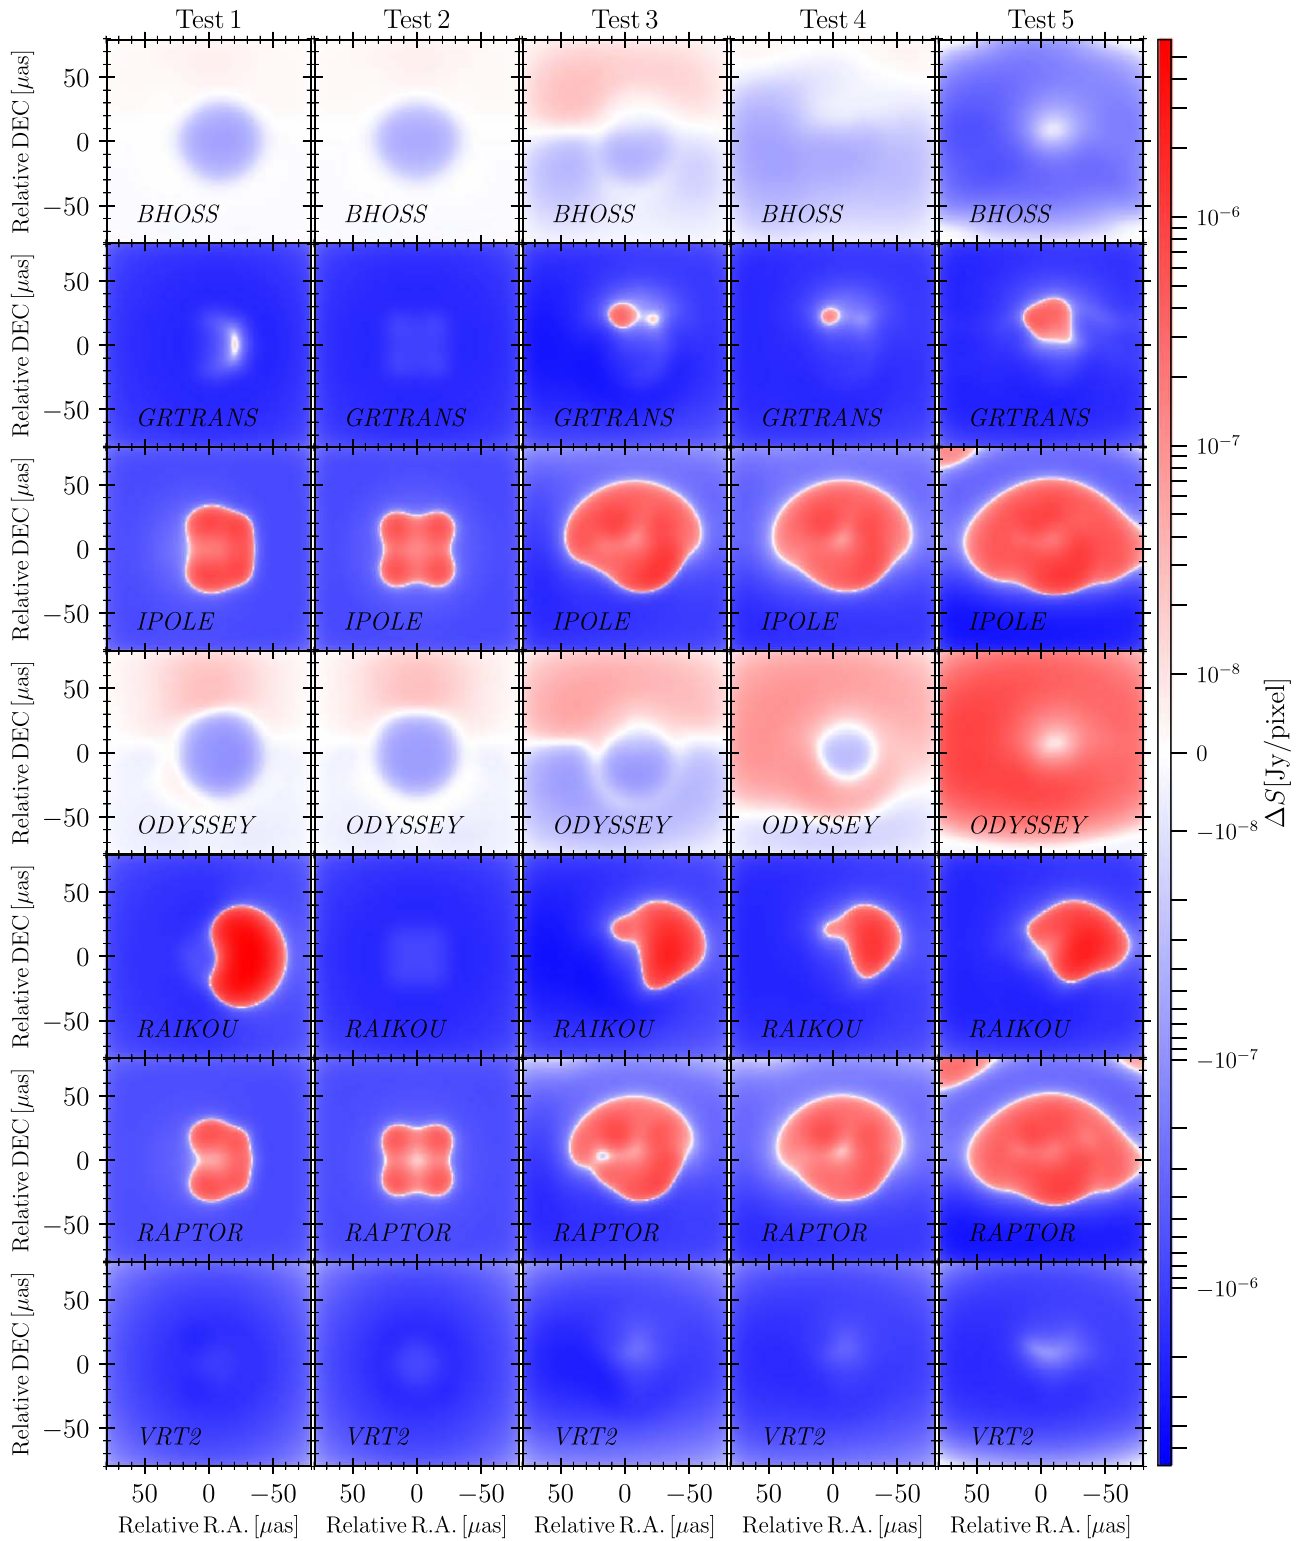 Test 1 Test 2 Test 3 Test 4 Test 5
Relative DEC [μas] 50 0 −50 BHOSS BHOSS BHOSS BHOSS BHOSS
Relative DEC [μas] 50 0 −50 GRTRANS GRTRANS GRTRANS GRTRANS GRTRANS
Relative DEC [μas] 50 0 −50 IPOLE IPOLE IPOLE IPOLE IPOLE
Relative DEC [μas] 50 0 −50 ODYSSEY ODYSSEY ODYSSEY ODYSSEY ODYSSEY
Relative DEC [μas] 50 0 −50 RAIKOU RAIKOU RAIKOU RAIKOU RAIKOU
Relative DEC [μas] 50 0 −50 RAPTOR RAPTOR RAPTOR RAPTOR RAPTOR
Relative DEC [μas] 50 0 −50 VRT2 VRT2 VRT2 VRT2 VRT2
50 0 −50 50 0 −50 50 0 −50 50 0 −50 50 0 −50
Relative R.A. [μas] Relative R.A. [μas] Relative R.A. [μas] Relative R.A. [μas] Relative R.A. [μas]
10⁻⁶
10⁻⁷
10⁻⁸
0
−10⁻⁸
−10⁻⁷
−10⁻⁶
ΔS[Jy/pixel]